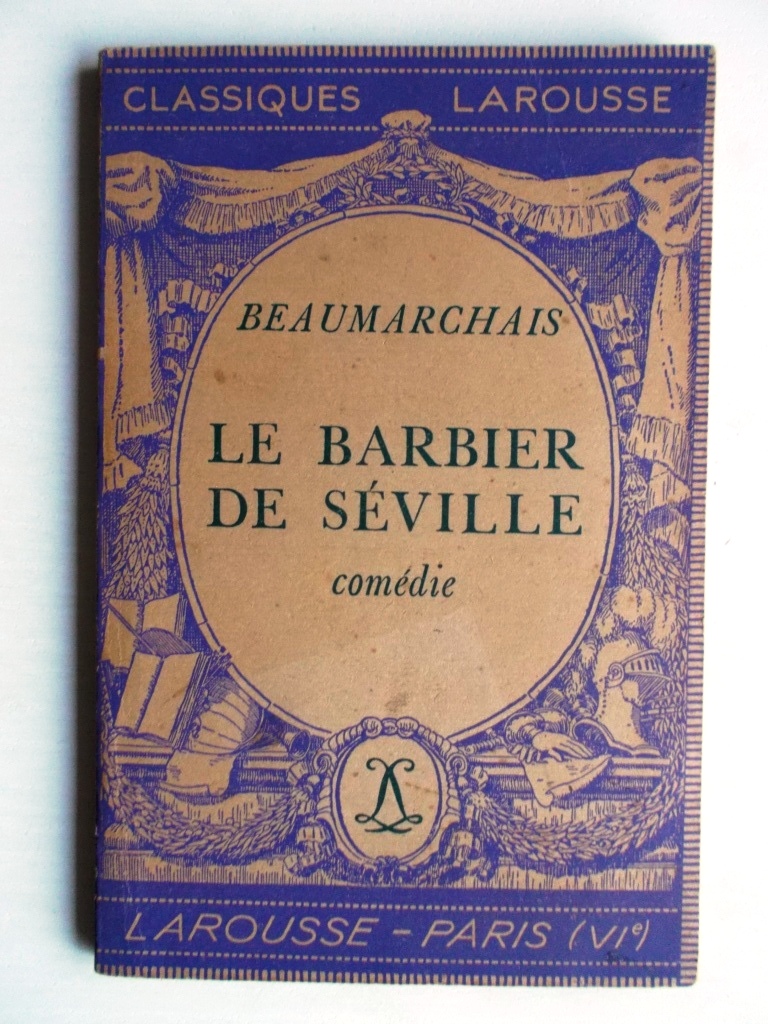 CLASSIQUES LAROUSSE
BEAUMARCHAIS
LE BARBIER
DE SÉVILLE
comédie
LAROUSSE – PARIS (VIe)